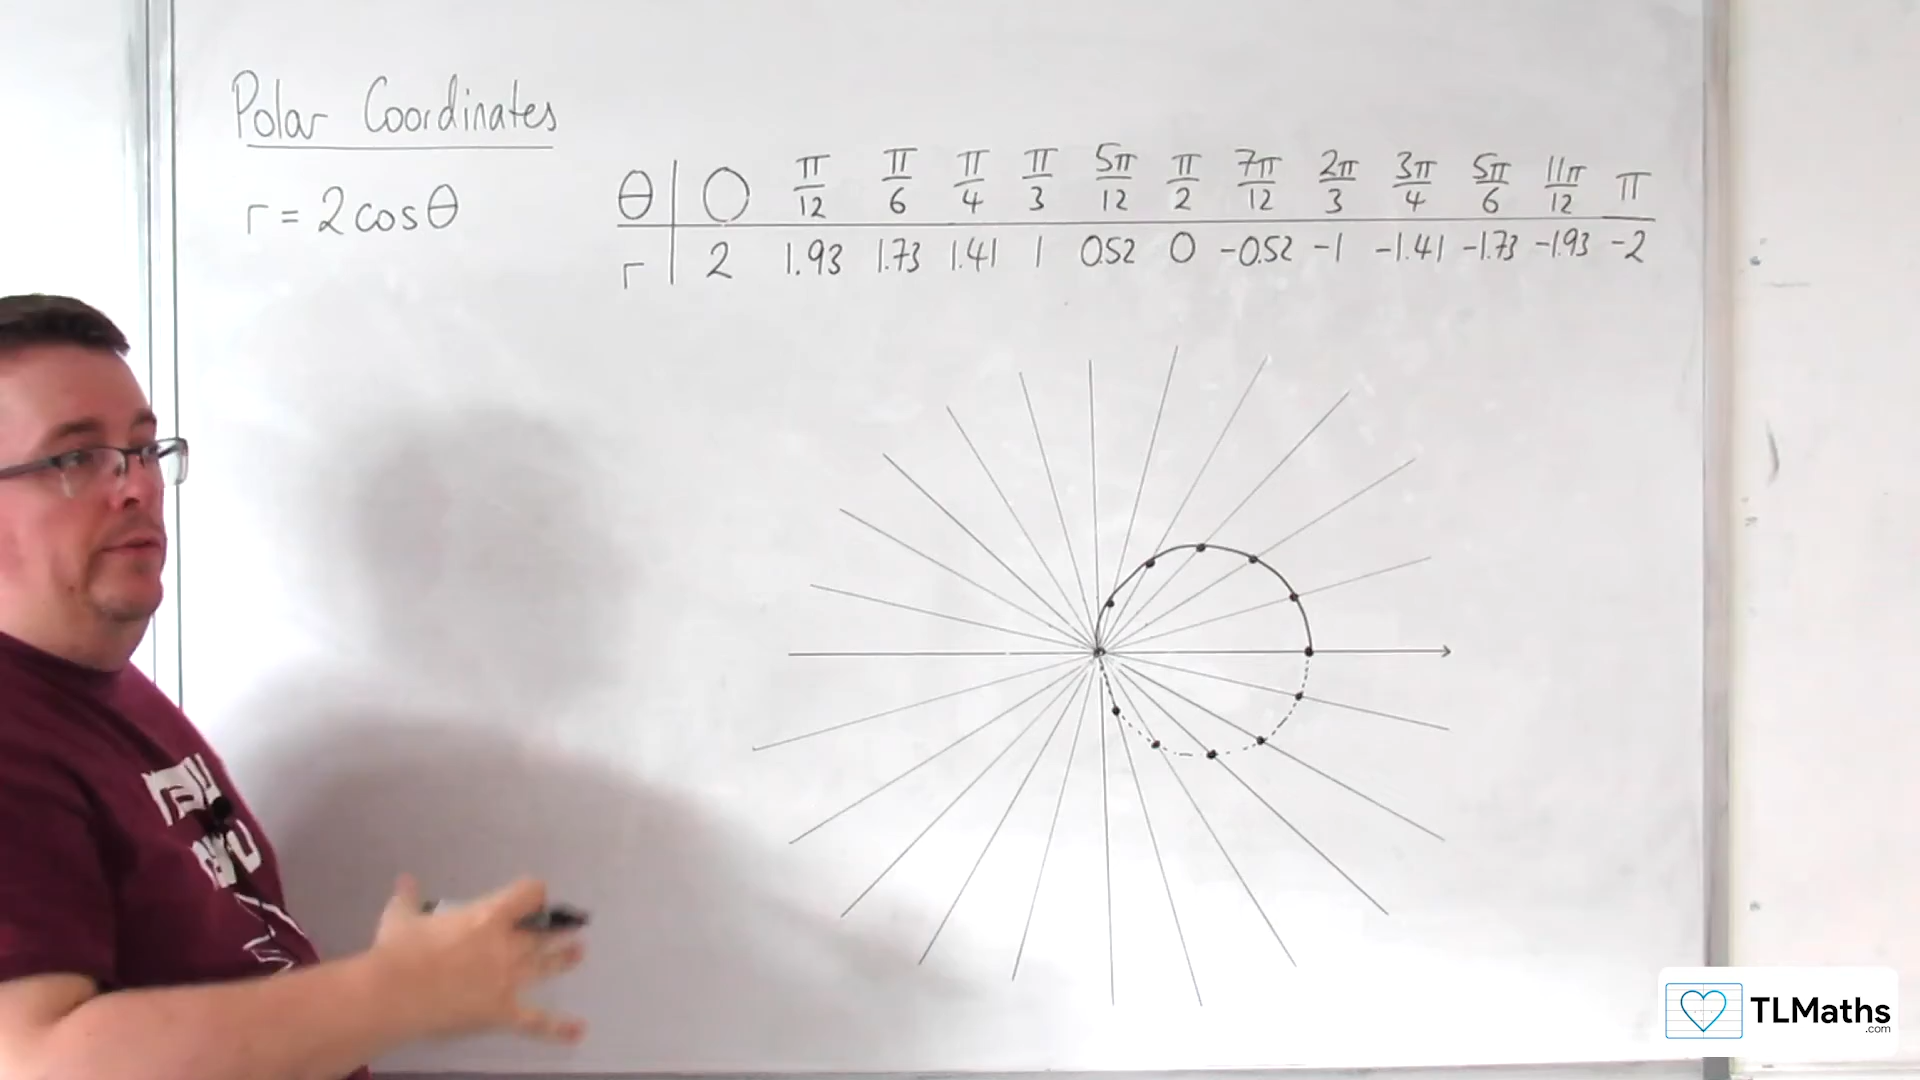 Polar Coordinates
r = 2cosθ
θ 0 π/12 π/6 π/4 π/3 5π/12 π/2 7π/12 2π/3 3π/4 5π/6 11π/12 π
r 2 1.93 1.73 1.41 1 0.52 0 -0.52 -1 -1.41 -1.73 -1.93 -2
TLMaths
.com